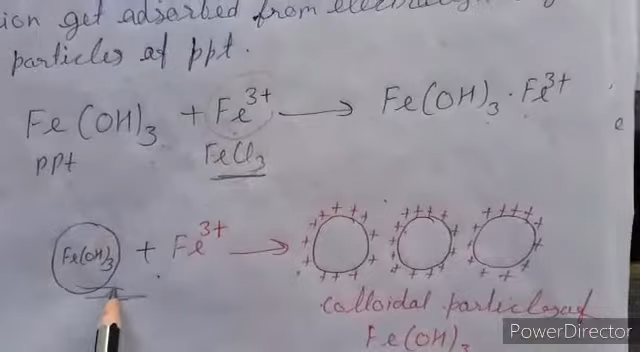 ion get adsorbed from
particles of ppt.
Fe(OH)3 + Fe3+ → Fe(OH)3 · Fe3+
ppt FeCl3
e
Fe(OH)3 + Fe3+ →
colloidal particles of
Fe(OH)3
PowerDirector